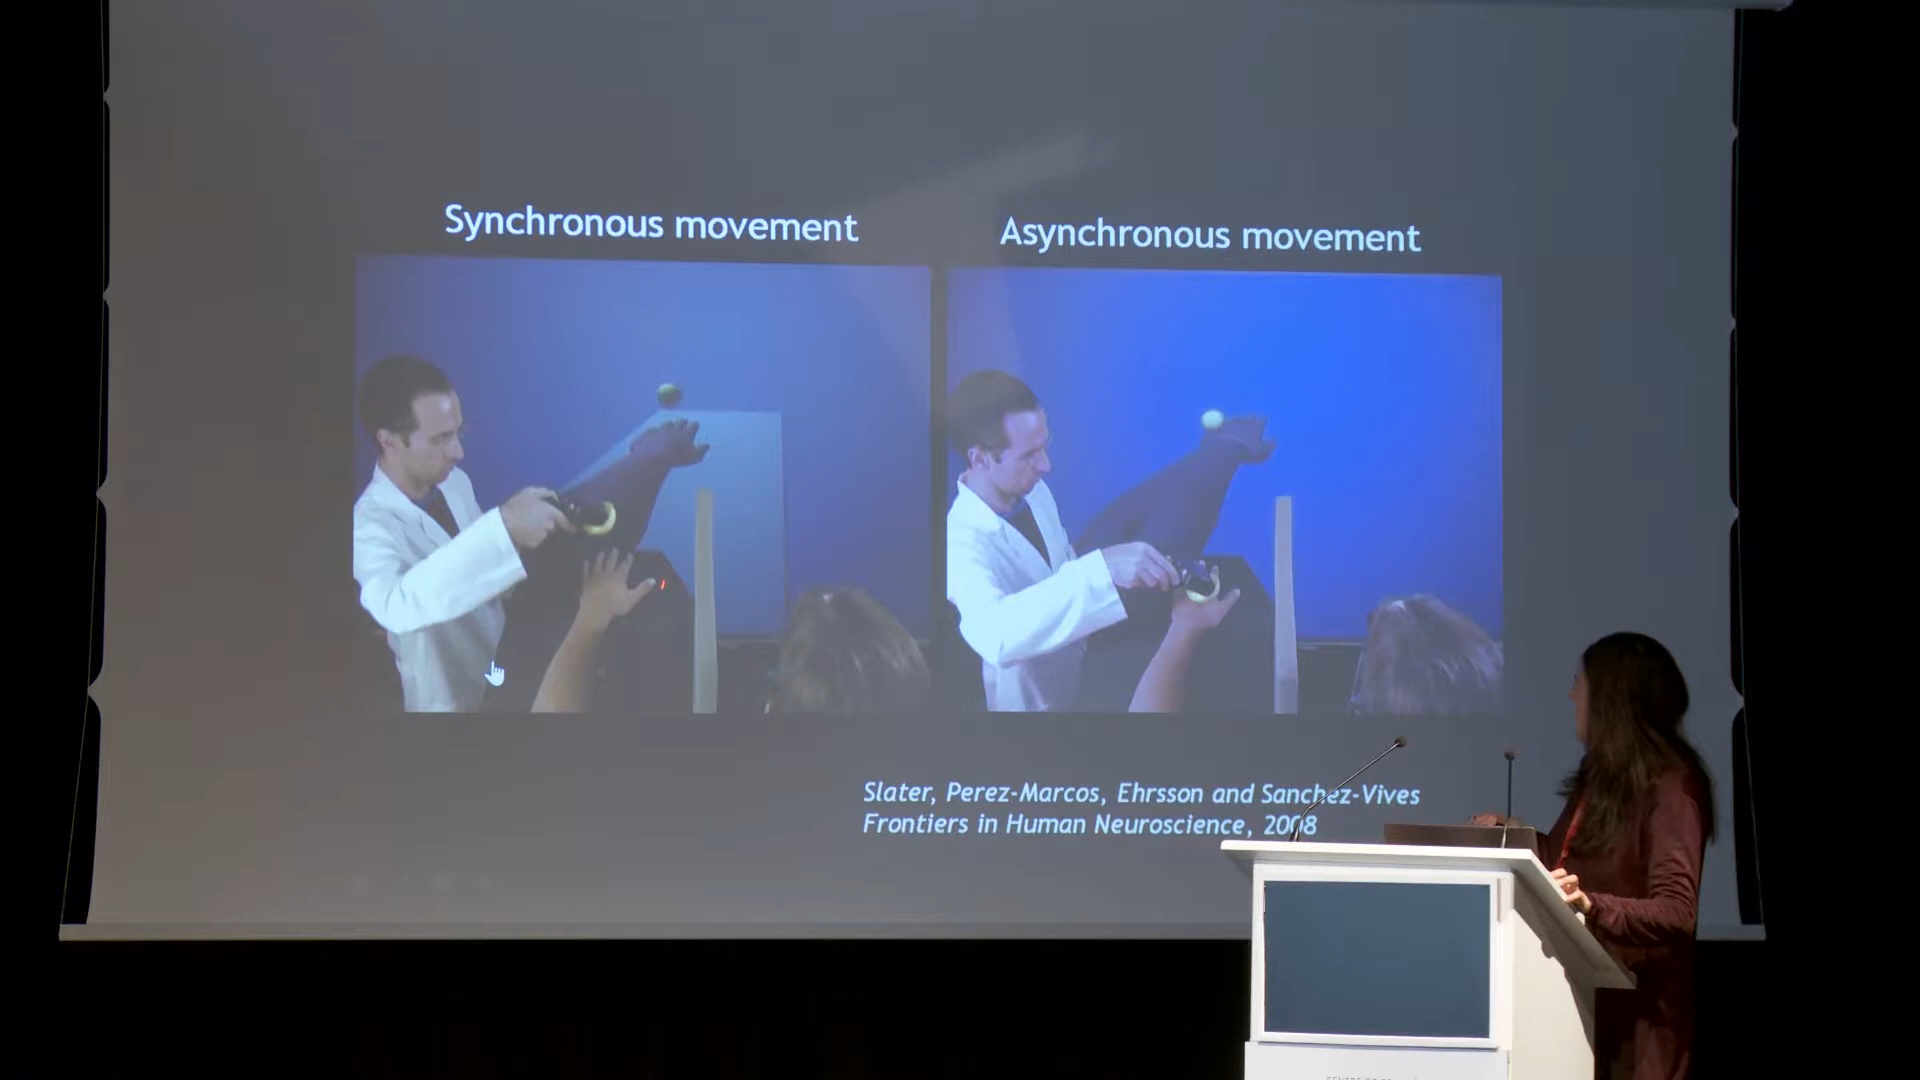 Synchronous movement
Asynchronous movement
Slater, Perez-Marcos, Ehrsson and Sanchez-Vives
Frontiers in Human Neuroscience, 2008